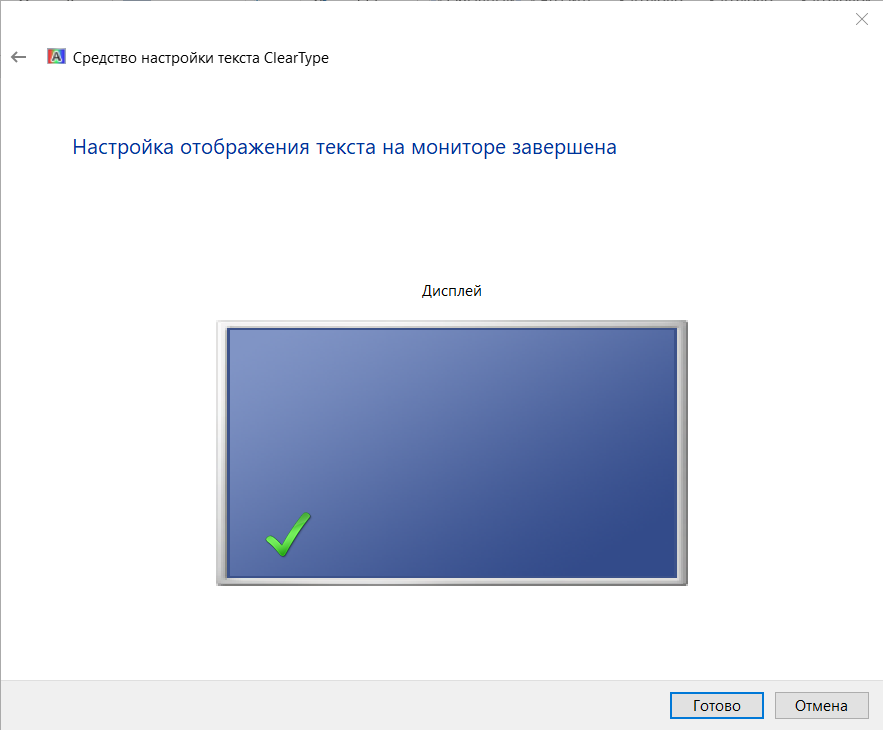 Средство настройки текста ClearType
Настройка отображения текста на мониторе завершена
Дисплей
Готово
Отмена